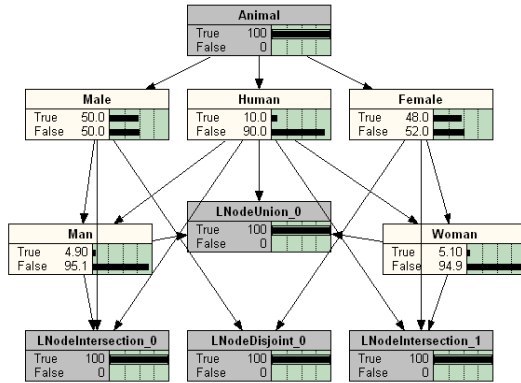 Animal
True 100
False 0
Male
True 50.0
False 50.0
Human
True 10.0
False 90.0
Female
True 48.0
False 52.0
LNodeUnion_0
True 100
False 0
Man
True 4.90
False 95.1
Woman
True 5.10
False 94.9
LNodeIntersection_0
True 100
False 0
LNodeDisjoint_0
True 100
False 0
LNodeIntersection_1
True 100
False 0